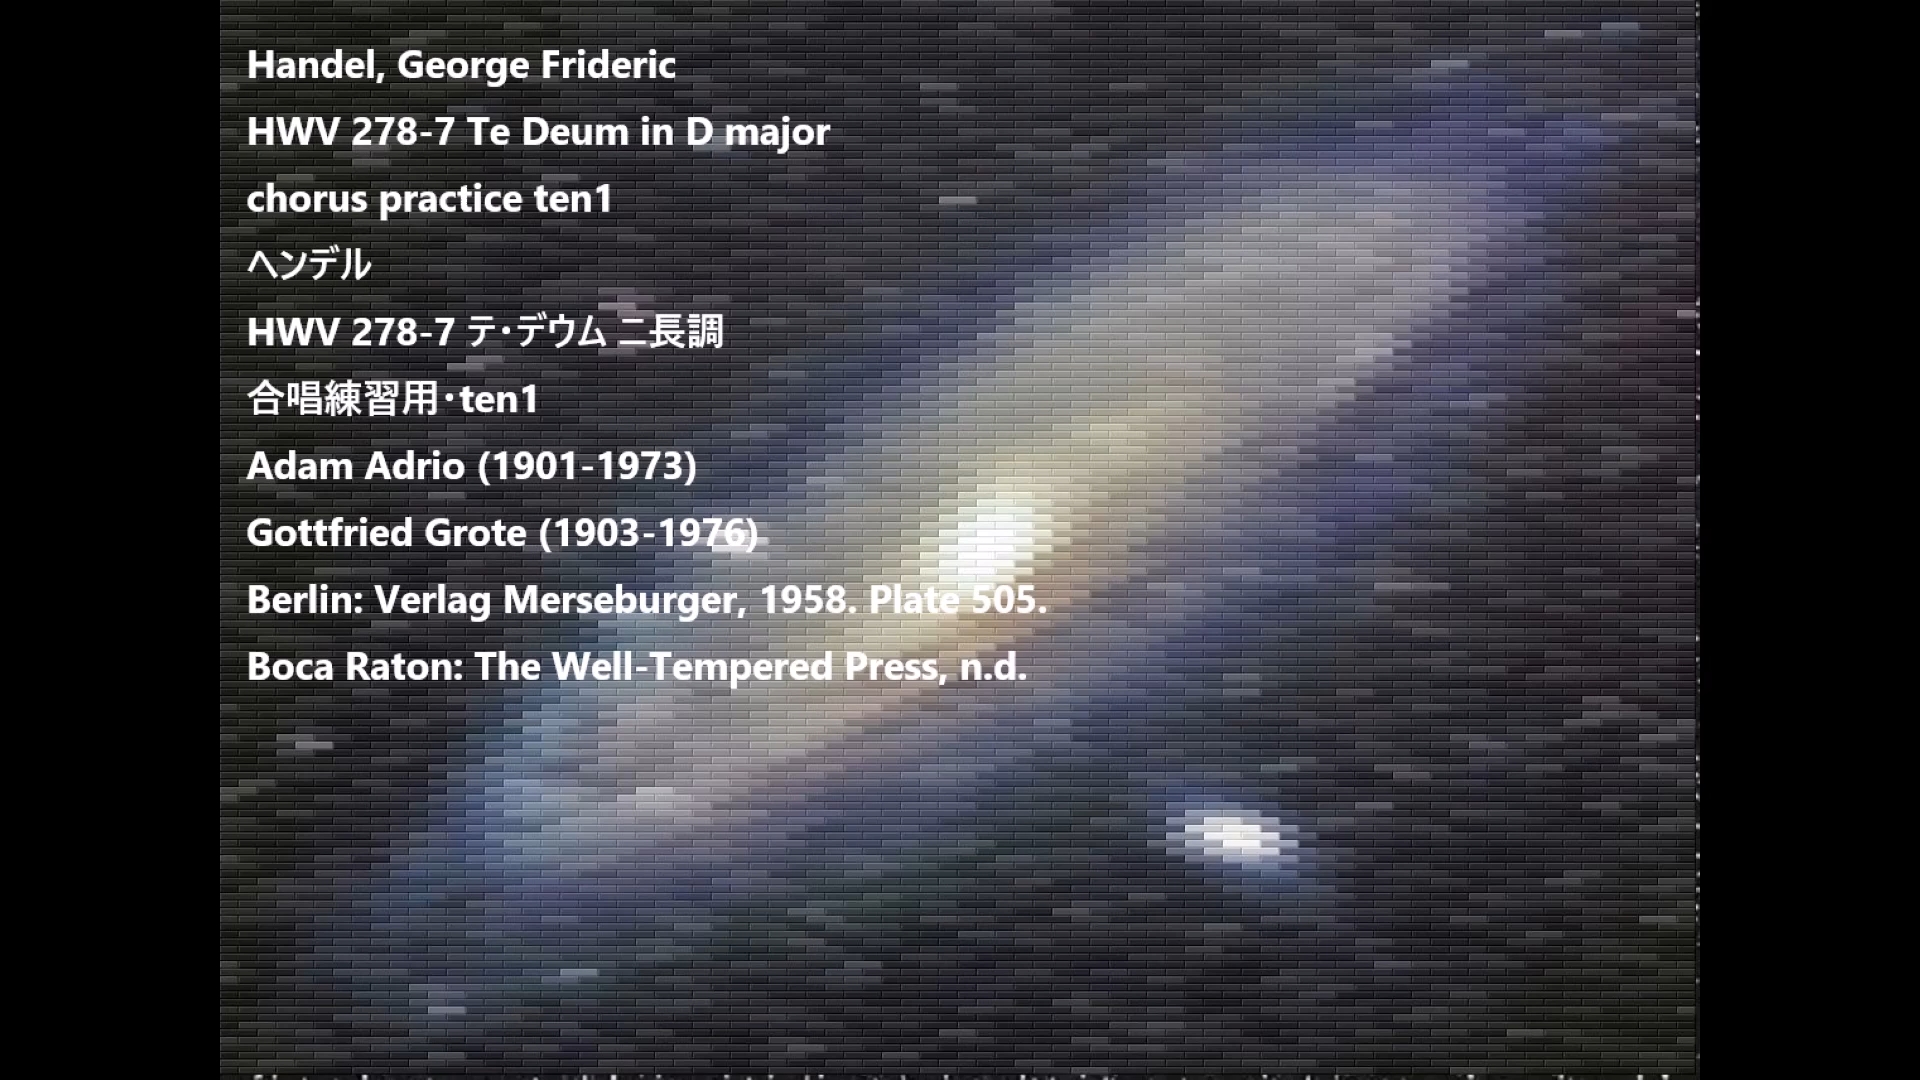 Handel, George Frideric
HWV 278-7 Te Deum in D major
chorus practice ten1
ヘンデル
HWV 278-7 テ・デウム ニ長調
合唱練習用・ten1
Adam Adrio (1901-1973)
Gottfried Grote (1903-1976)
Berlin: Verlag Merseburger, 1958. Plate 505.
Boca Raton: The Well-Tempered Press, n.d.